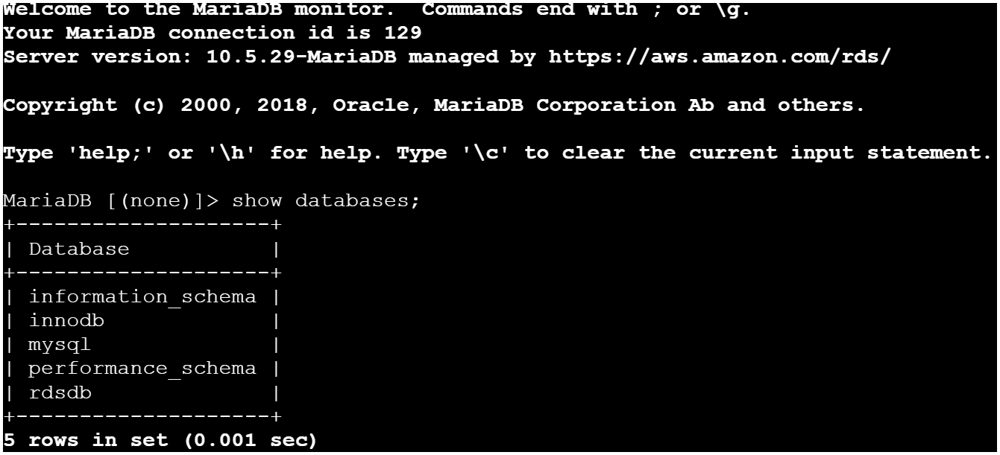 Welcome to the MariaDB monitor.  Commands end with ; or \g.
Your MariaDB connection id is 129
Server version: 10.5.29-MariaDB managed by https://aws.amazon.com/rds/

Copyright (c) 2000, 2018, Oracle, MariaDB Corporation Ab and others.

Type 'help;' or '\h' for help. Type '\c' to clear the current input statement.

MariaDB [(none)]> show databases;
+--------------------+
| Database           |
+--------------------+
| information_schema |
| innodb             |
| mysql              |
| performance_schema |
| rdsdb              |
+--------------------+
5 rows in set (0.001 sec)